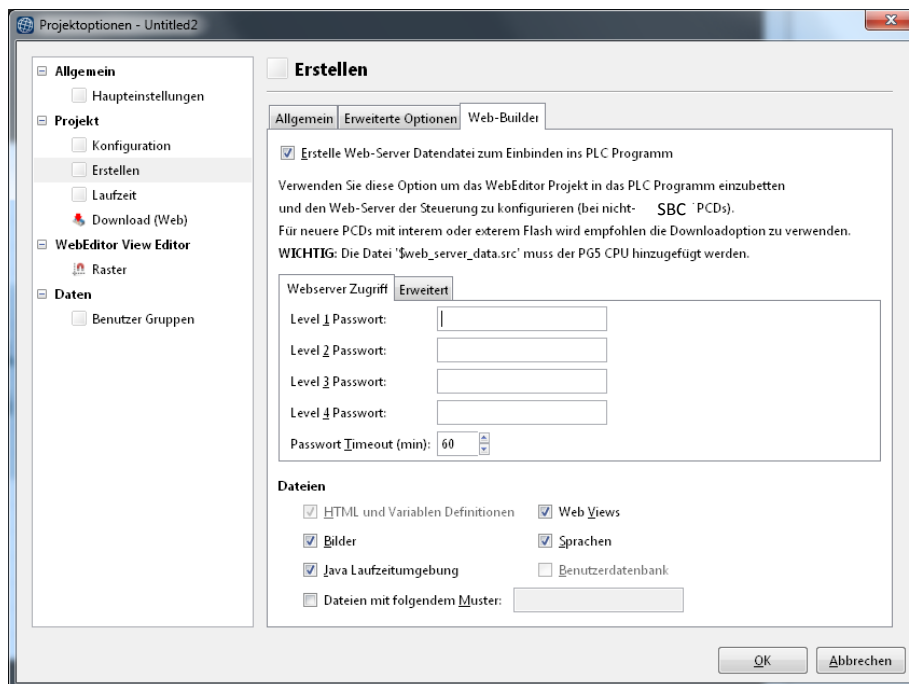 Projektoptionen - Untitled2
Allgemein
Haupteinstellungen
Projekt
Konfiguration
Erstellen
Laufzeit
Download (Web)
WebEditor View Editor
Raster
Daten
Benutzer Gruppen
Erstellen
Allgemein Erweiterte Optionen Web-Builder
Erstelle Web-Server Datendatei zum Einbinden ins PLC Programm
Verwenden Sie diese Option um das WebEditor Projekt in das PLC Programm einzubetten
und den Web-Server der Steuerung zu konfigurieren (bei nicht- SBC PCDs).
Für neuere PCDs mit internem oder exterem Flash wird empfohlen die Downloadoption zu verwenden.
WICHTIG: Die Datei '$web_server_data.src' muss der PG5 CPU hinzugefügt werden.
Webserver Zugriff Erweitert
Level 1 Passwort:
Level 2 Passwort:
Level 3 Passwort:
Level 4 Passwort:
Passwort Timeout (min): 60
Dateien
HTML und Variablen Definitionen Web Views
Bilder Sprachen
Java Laufzeitumgebung Benutzerdatenbank
Dateien mit folgendem Muster:
OK Abbrechen